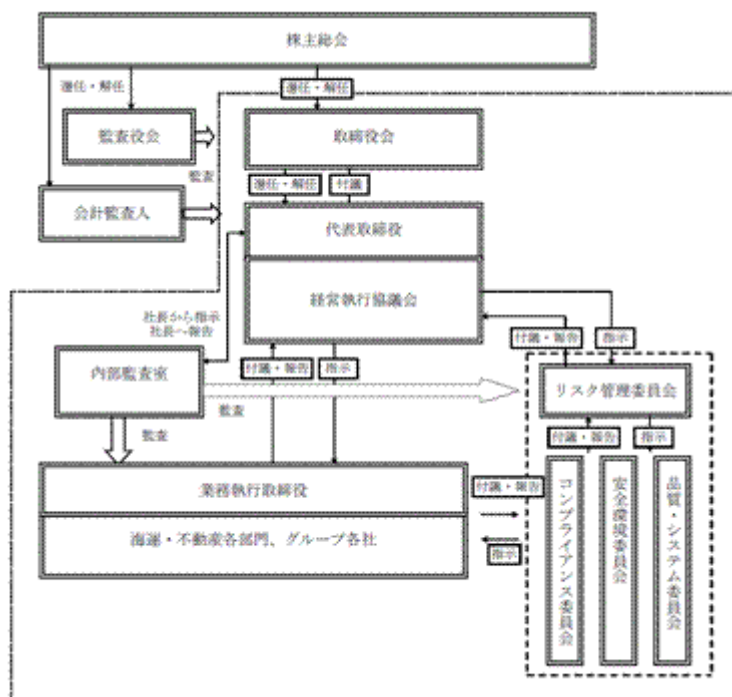 株主総会
選任・解任
選任・解任
監査役会
取締役会
監査
選任・解任
付議
会計監査人
代表取締役
経営執行協議会
社長から指示
社長へ報告
付議・報告
指示
付議・報告
指示
内部監査室
リスク管理委員会
監査
監査
付議・報告
指示
業務執行取締役
付議・報告
海運・不動産各部門、グループ各社
指示
コンプライアンス委員会
安全環境委員会
品質・システム委員会